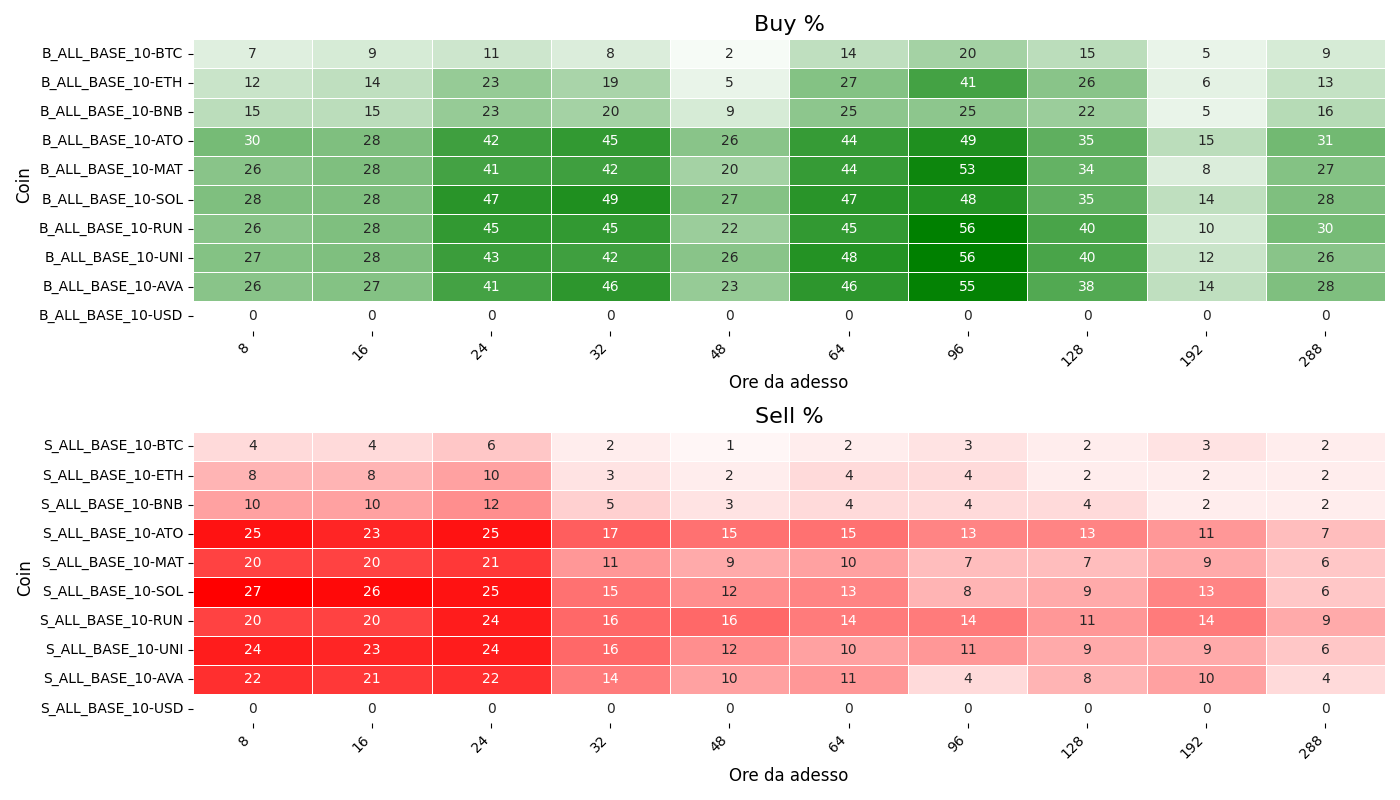 Buy %
Coin
B_ALL_BASE_10-BTC 7 9 11 8 2 14 20 15 5 9
B_ALL_BASE_10-ETH 12 14 23 19 5 27 41 26 6 13
B_ALL_BASE_10-BNB 15 15 23 20 9 25 25 22 5 16
B_ALL_BASE_10-ATO 30 28 42 45 26 44 49 35 15 31
B_ALL_BASE_10-MAT 26 28 41 42 20 44 53 34 8 27
B_ALL_BASE_10-SOL 28 28 47 49 27 47 48 35 14 28
B_ALL_BASE_10-RUN 26 28 45 45 22 45 56 40 10 30
B_ALL_BASE_10-UNI 27 28 43 42 26 48 56 40 12 26
B_ALL_BASE_10-AVA 26 27 41 46 23 46 55 38 14 28
B_ALL_BASE_10-USD 0 0 0 0 0 0 0 0 0 0
8 16 24 32 48 64 96 128 192 288
Ore da adesso
Sell %
Coin
S_ALL_BASE_10-BTC 4 4 6 2 1 2 3 2 3 2
S_ALL_BASE_10-ETH 8 8 10 3 2 4 4 2 2 2
S_ALL_BASE_10-BNB 10 10 12 5 3 4 4 4 2 2
S_ALL_BASE_10-ATO 25 23 25 17 15 15 13 13 11 7
S_ALL_BASE_10-MAT 20 20 21 11 9 10 7 7 9 6
S_ALL_BASE_10-SOL 27 26 25 15 12 13 8 9 13 6
S_ALL_BASE_10-RUN 20 20 24 16 16 14 14 11 14 9
S_ALL_BASE_10-UNI 24 23 24 16 12 10 11 9 9 6
S_ALL_BASE_10-AVA 22 21 22 14 10 11 4 8 10 4
S_ALL_BASE_10-USD 0 0 0 0 0 0 0 0 0 0
8 16 24 32 48 64 96 128 192 288
Ore da adesso